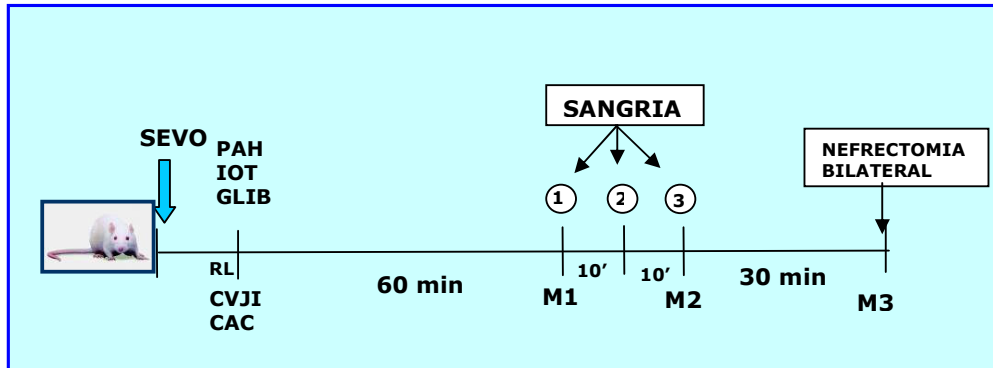 SANGRIA
SEVO
PAH
IOT
GLIB
NEFRECTOMIA
BILATERAL
1 2 3
RL
CVJI
CAC
60 min
10’ 10’
30 min
M1 M2 M3